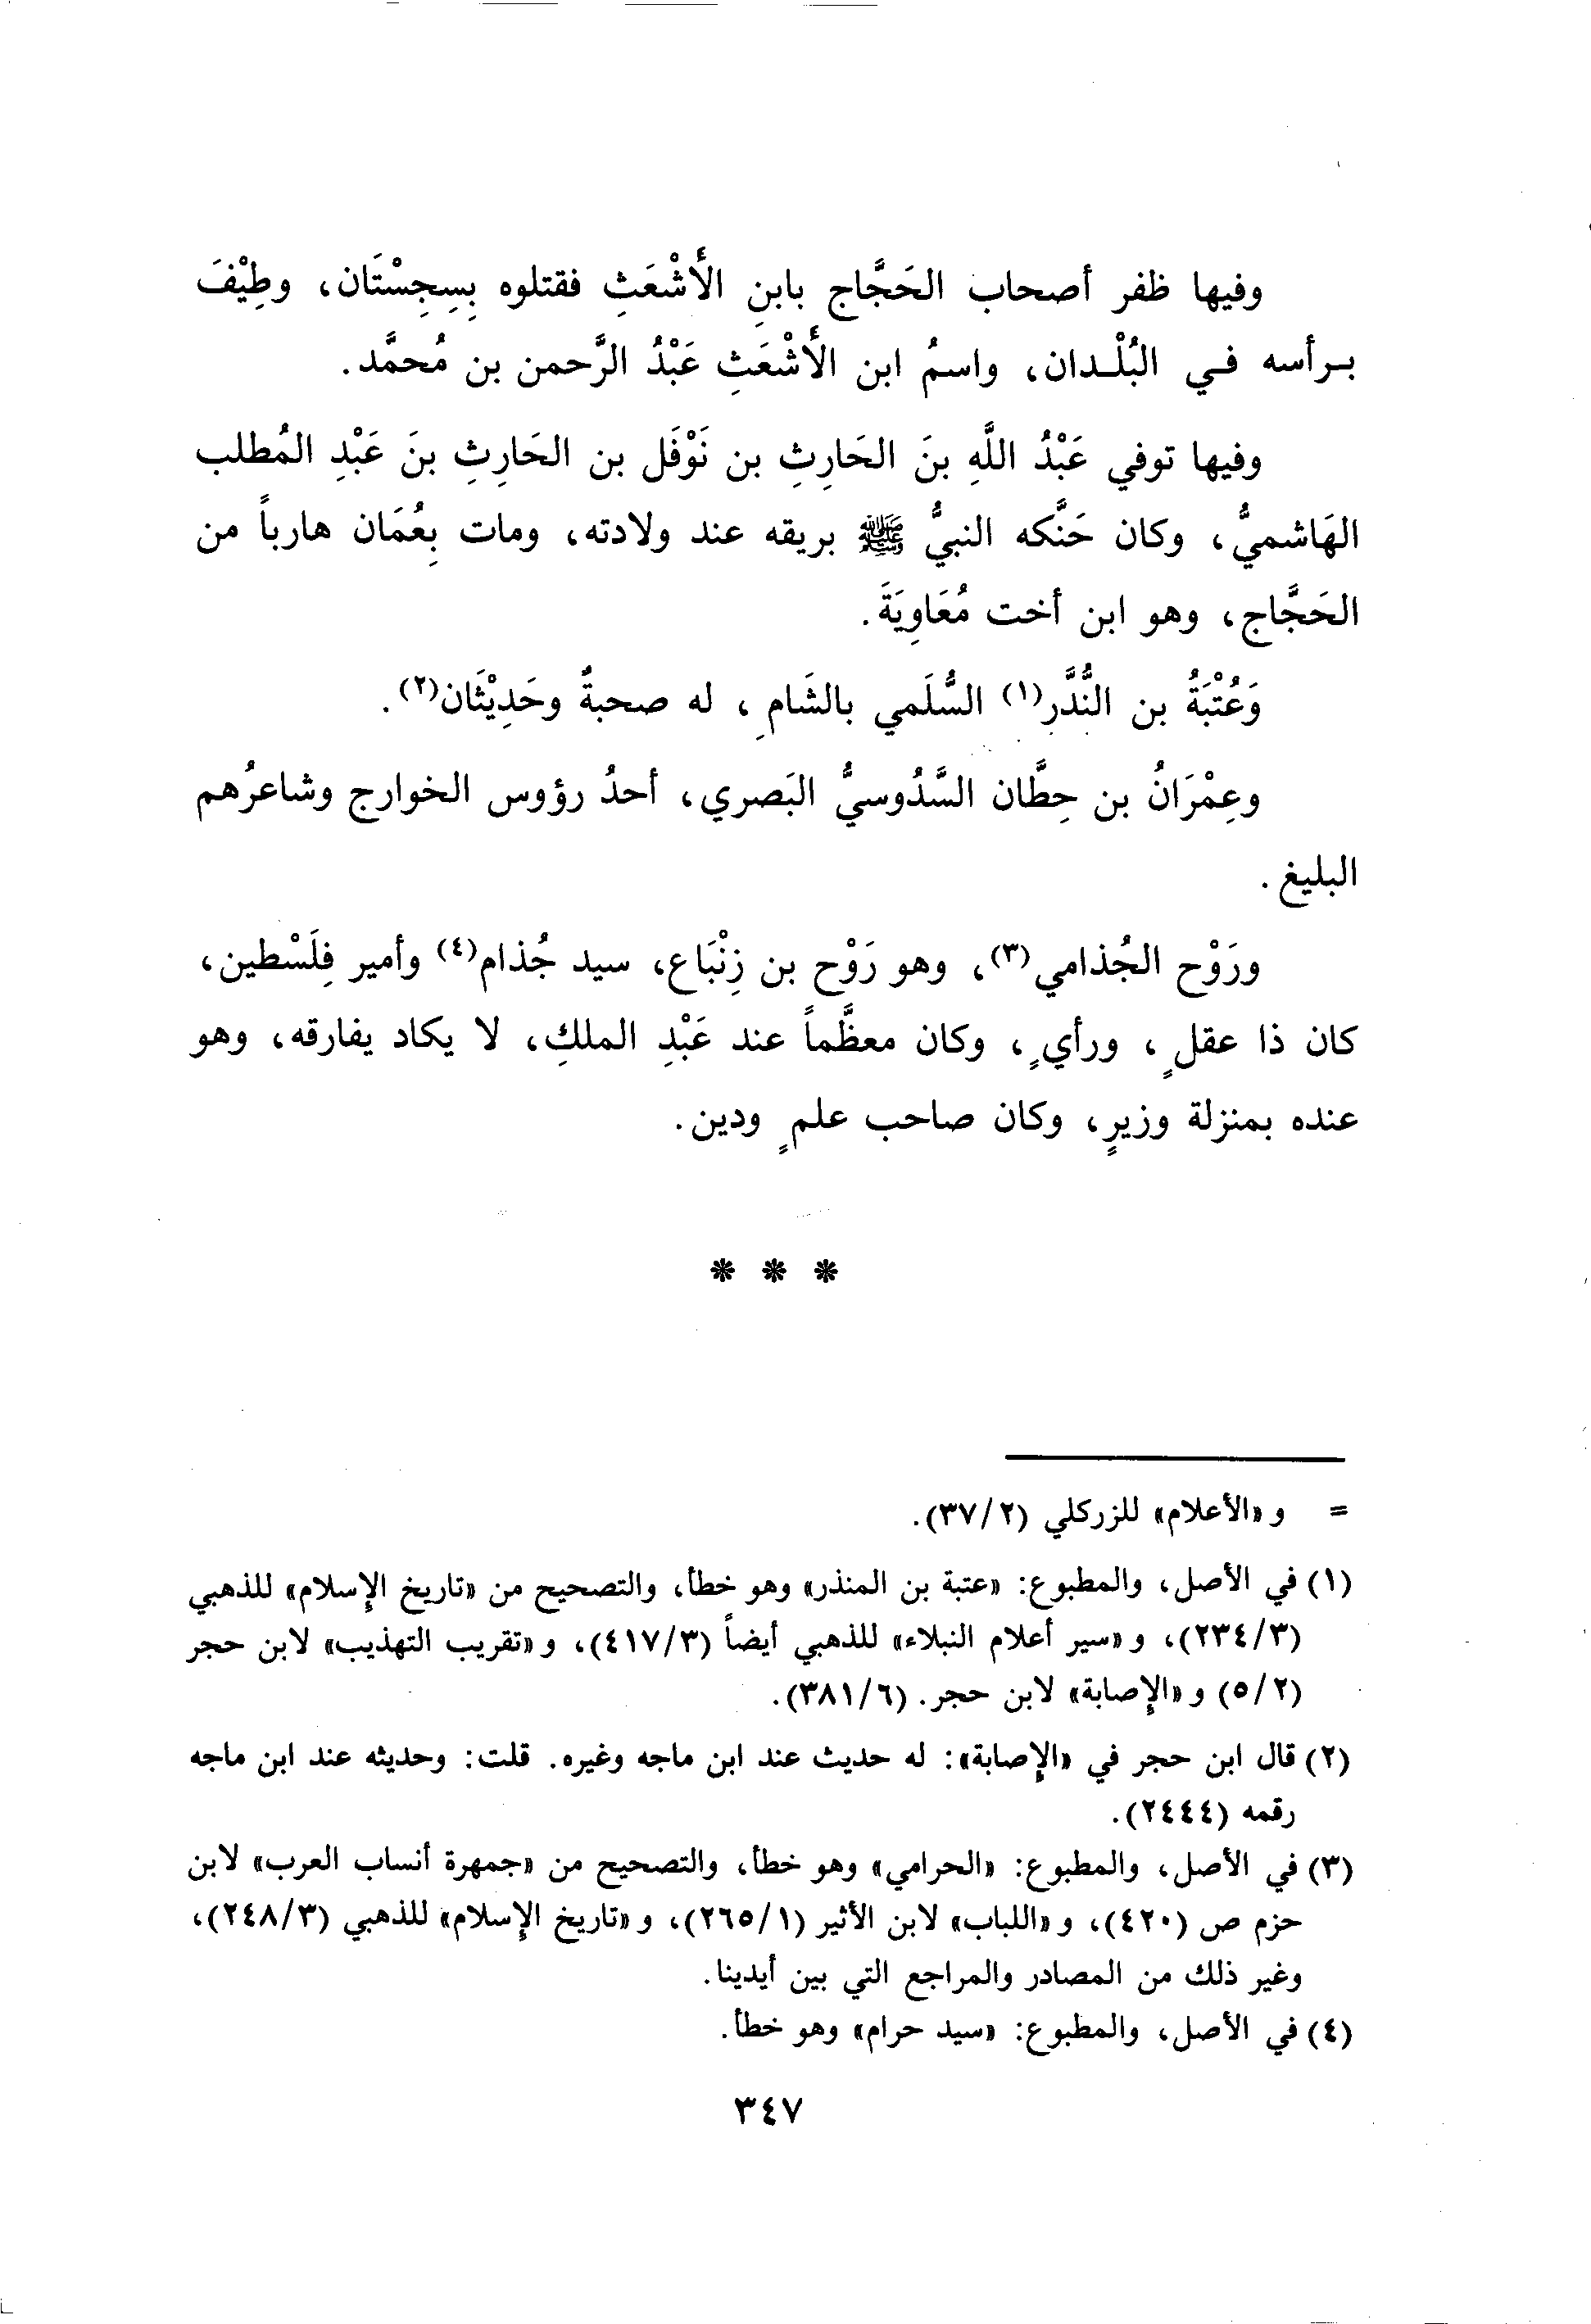 وفيها ظفر أصحاب الحَجَّاج بابنِ الأَشْعَثِ فقتلوه بِسِجِسْتَان، وطِيْفَ
بـرأسه فـي البُلْـدان، واسمُ ابن الأَشْعَثِ عَبْدُ الرَّحمن بن مُحمَّد.
وفيها توفي عَبْدُ اللَّهِ بنَ الحَارِثِ بن نَوْفَل بن الحَارِثِ بنَ عَبْدِ المُطلب
الهَاشميُّ، وكان حَنَّكه النبيُّ ﷺ بريقه عند ولادته، ومات بِعُمَان هارباً من
الحَجَّاج، وهو ابن أخت مُعَاوِيَةَ.
وَعُتْبَةُ بن النُّدَّر(١) السُّلَمي بالشَامِ، له صحبةٌ وحَدِيْثَان(٢).
وعِمْرَانُ بن حِطَّان السَّدُوسيُّ البَصري، أحدُ رؤوس الخوارج وشاعرُهم
البليغ.
ورَوْح الجُذامي(٣)، وهو رَوْح بن زِنْبَاع، سيد جُذام(٤) وأمير فِلَسْطين،
كان ذا عقلٍ، ورأيٍ، وكان معظَّماً عند عَبْدِ الملكِ، لا يكاد يفارقه، وهو
عنده بمنزلة وزيرٍ، وكان صاحب علمٍ ودين.
* * *
= و «الأعلام» للزركلي (٣٧/٢).
(١) في الأصل، والمطبوع: «عتبة بن المنذر» وهو خطأ، والتصحيح من «تاريخ الإسلام» للذهبي
(٢٣٤/٣)، و «سير أعلام النبلاء» للذهبي أيضاً (٤١٧/٣)، و «تقريب التهذيب» لابن حجر
(٥/٢) و «الإصابة» لابن حجر. (٣٨١/٦).
(٢) قال ابن حجر في «الإصابة»: له حديث عند ابن ماجه وغيره. قلت: وحديثه عند ابن ماجه
رقمه (٢٤٤٤).
(٣) في الأصل، والمطبوع: «الحرامي» وهو خطأ، والتصحيح من «جمهرة أنساب العرب» لابن
حزم ص (٤٢٠)، و «اللباب» لابن الأثير (٢٦٥/١)، و «تاريخ الإسلام» للذهبي (٢٤٨/٣)،
وغير ذلك من المصادر والمراجع التي بين أيدينا.
(٤) في الأصل، والمطبوع: «سيد حرام» وهو خطأ.
٣٤٧